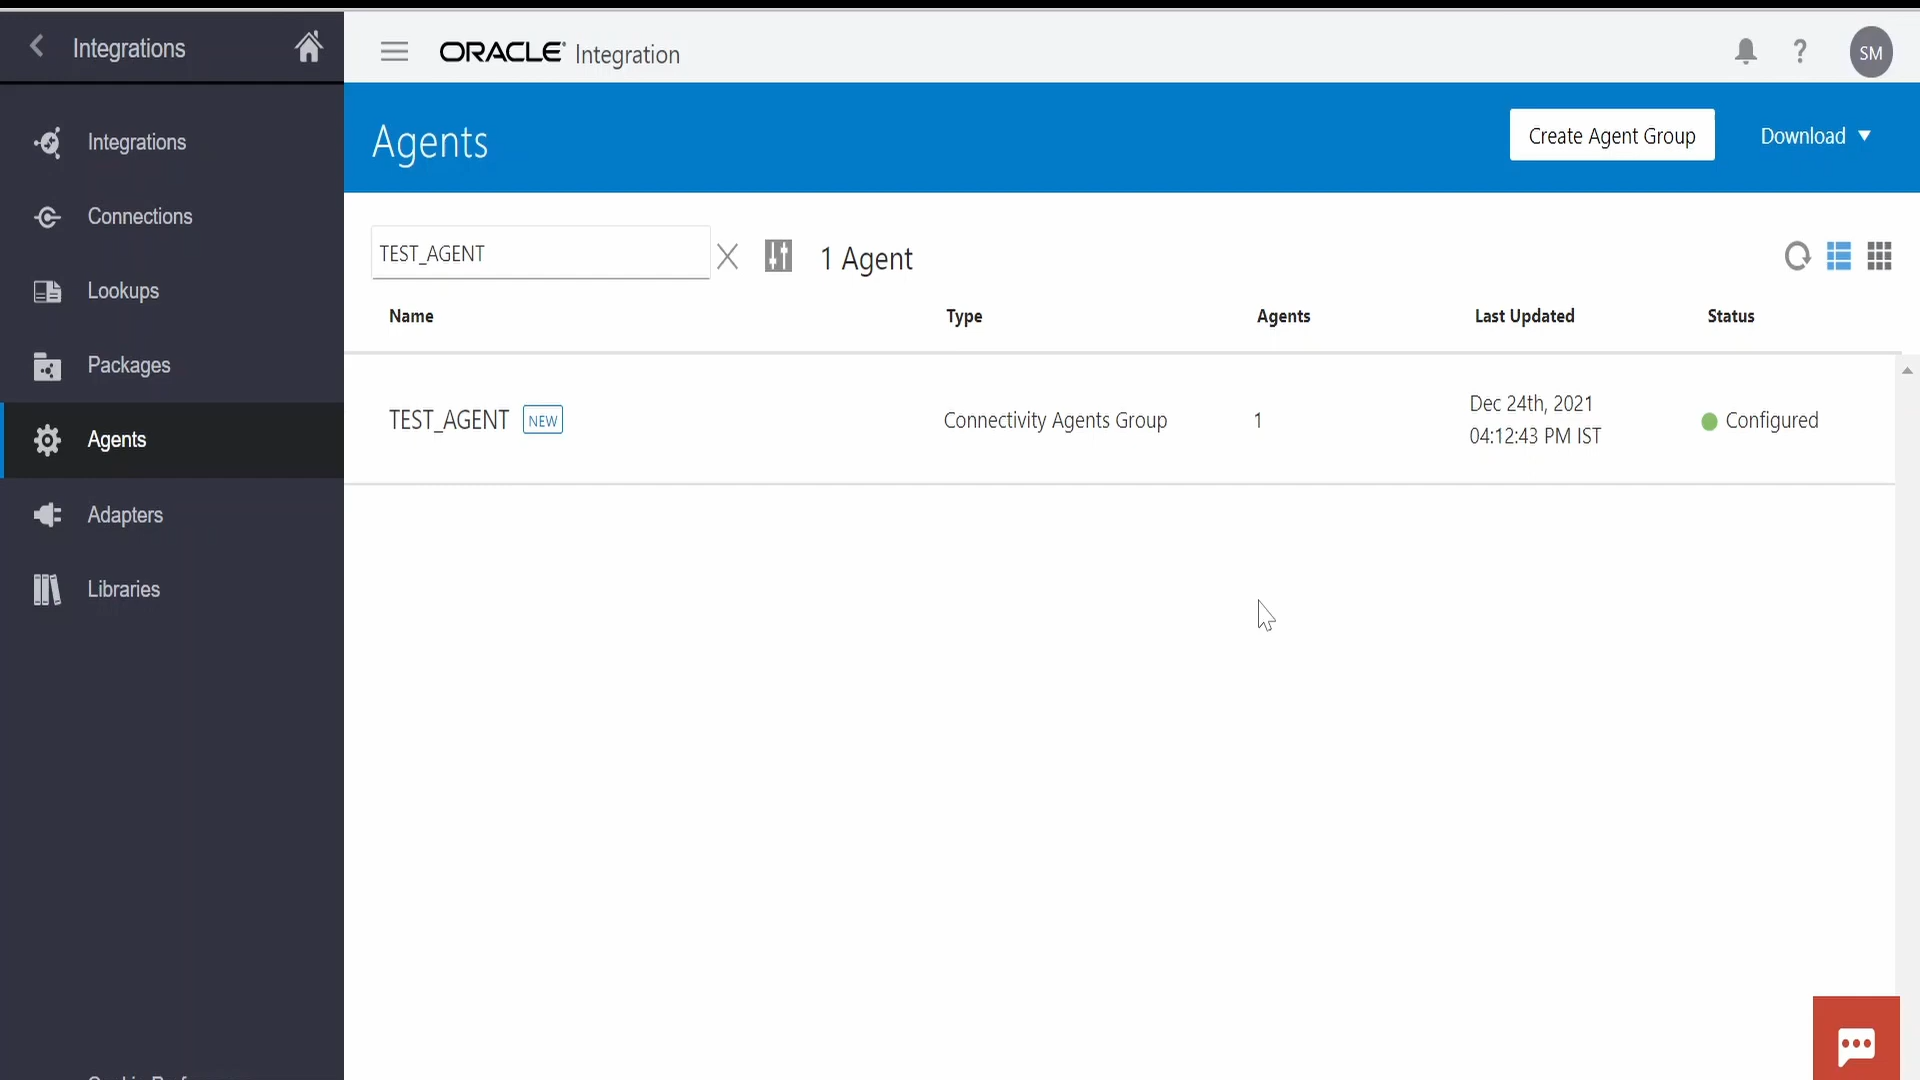 Integrations
ORACLE Integration
SM
Integrations
Connections
Lookups
Packages
Agents
Adapters
Libraries
Agents
Create Agent Group
Download
TEST_AGENT
1 Agent
Name Type Agents Last Updated Status
TEST_AGENT NEW Connectivity Agents Group 1 Dec 24th, 2021 Configured
04:12:43 PM IST